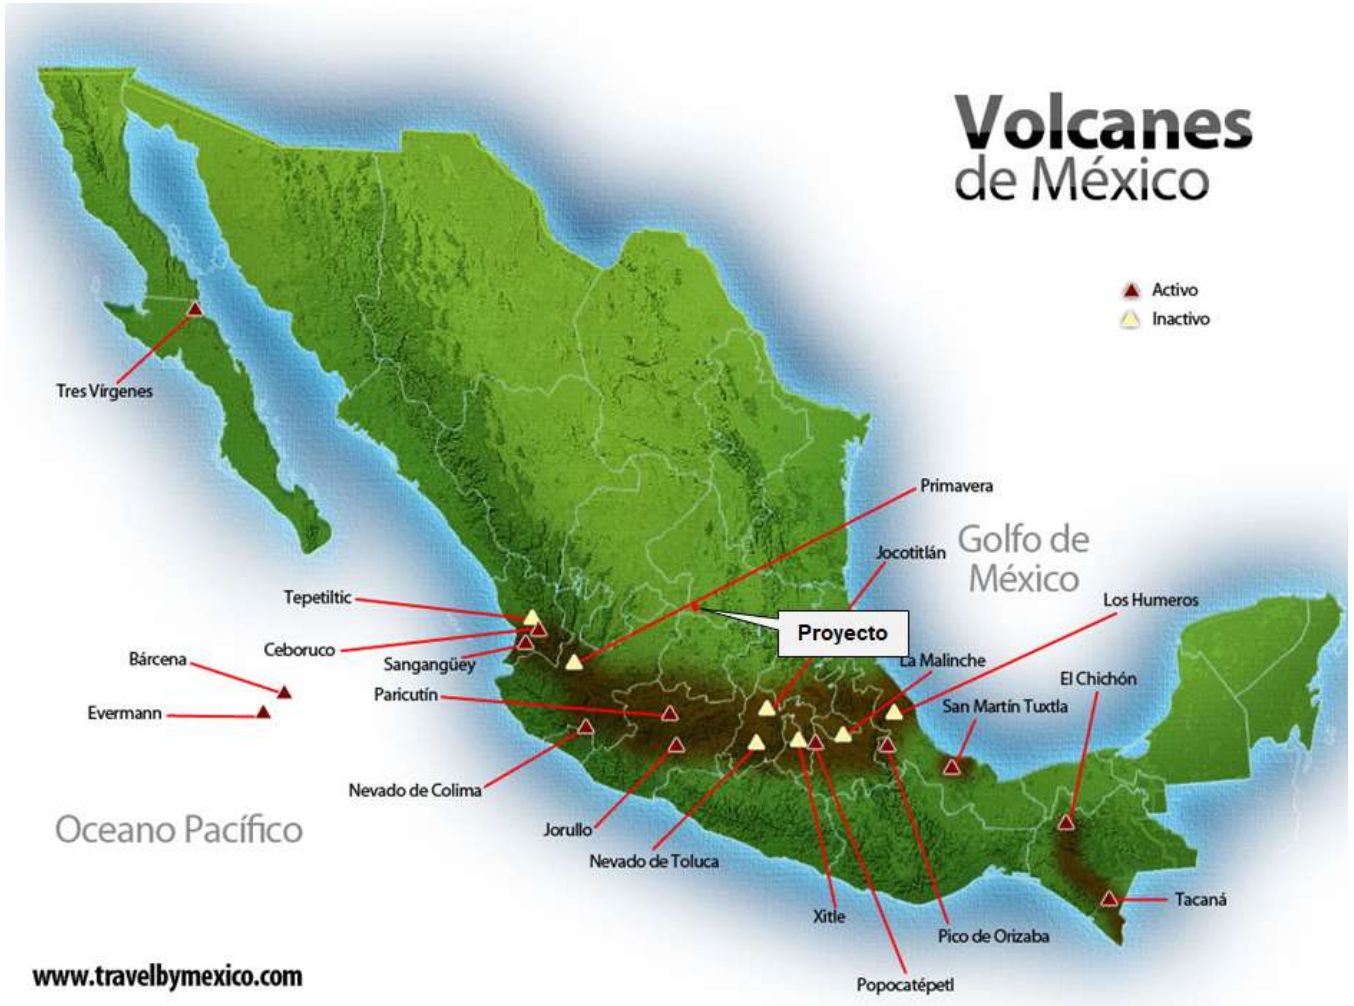 Volcanes
de México
Activo
Inactivo
Tres Vírgenes
Primavera
Golfo de
México
Jocotitlán
Los Humeros
Tepetiltic
Proyecto
Ceboruco
Sangangüey
La Malinche
Bárcena
El Chichón
Paricutín
San Martín Tuxtla
Evermann
Nevado de Colima
Oceano Pacífico
Jorullo
Nevado de Toluca
Tacaná
Xitle
Pico de Orizaba
www.travelbymexico.com
Popocatépetl